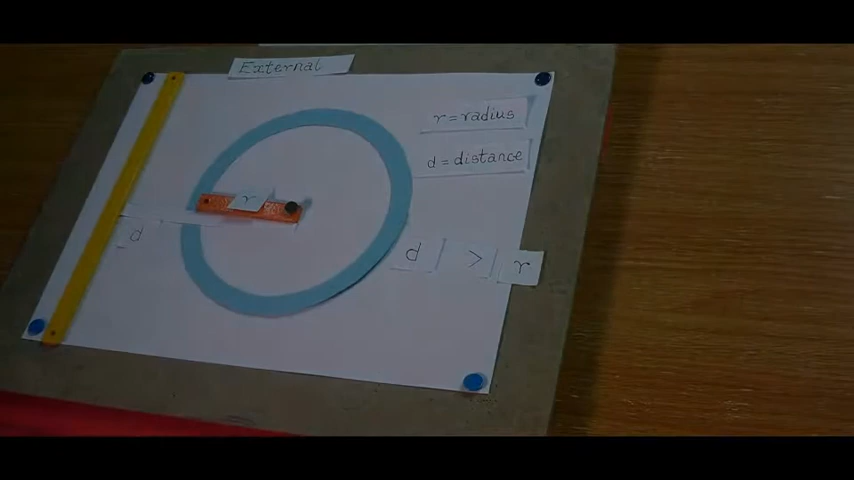 External
r = radius
d = distance
r
d
d > r